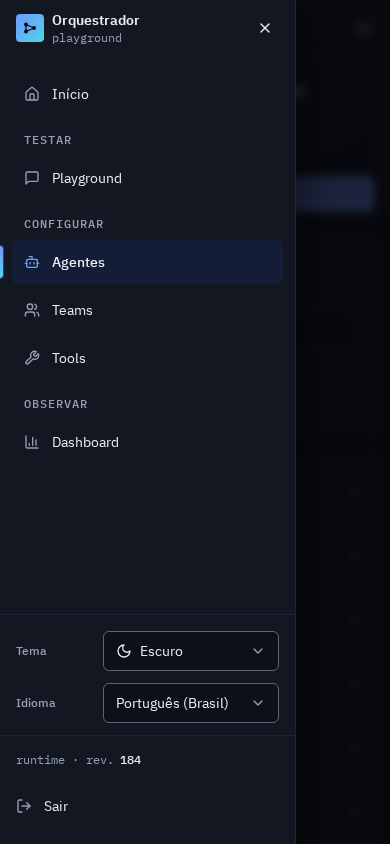 Orquestrador
playground
Início
TESTAR
Playground
CONFIGURAR
Agentes
Teams
Tools
OBSERVAR
Dashboard
Tema
Escuro
Idioma
Português (Brasil)
runtime · rev. 184
Sair